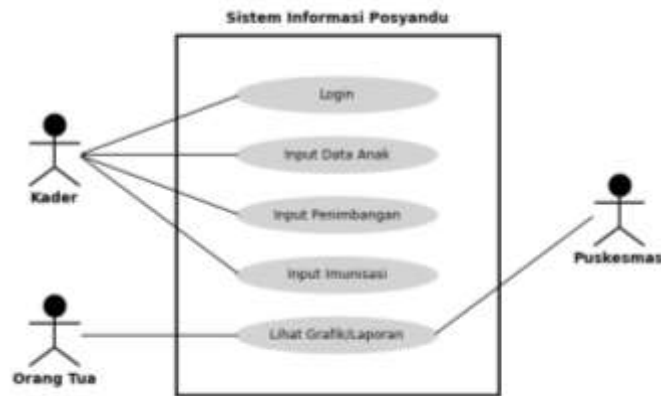 Sistem Informasi Posyandu
Login
Input Data Anak
Kader
Input Penimbangan
Puskesmas
Input Imunisasi
Lihat Grafik/Laporan
Orang Tua